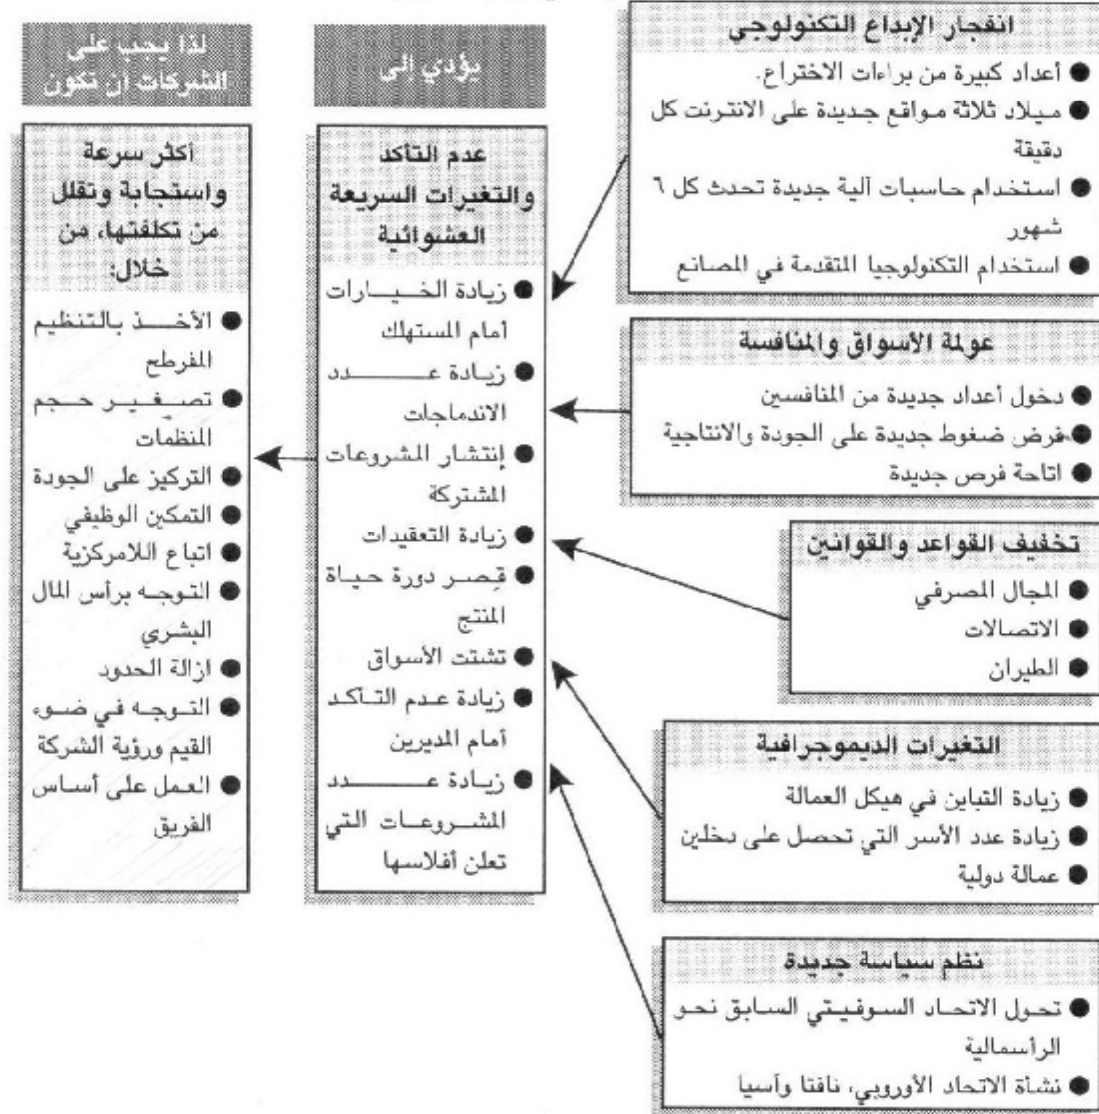 انفجار الإبداع التكنولوجي
● أعداد كبيرة من براءات الاختراع.
● ميلاد ثلاثة مواقع جديدة على الانترنت كل
دقيقة
● استخدام حاسبات آلية جديدة تحدث كل ٦
شهور
● استخدام التكنولوجيا المتقدمة في المصانع
عولمة الأسواق والمنافسة
● دخول أعداد جديدة من المنافسين
● فرض ضغوط جديدة على الجودة والانتاجية
● اتاحة فرص جديدة
تخفيف القواعد والقوانين
● المجال المصرفي
● الاتصالات
● الطيران
التغيرات الديموجرافية
● زيادة التباين في هيكل العمالة
● زيادة عدد الأسر التي تحصل على دخلين
● عمالة دولية
نظم سياسة جديدة
● تحول الاتحاد السوفيتي السابق نحو
الرأسمالية
● نشأة الاتحاد الأوروبي، نافتا وآسيا
يؤدي إلى
عدم التأكد
والتغيرات السريعة
العشوائية
● زيادة الخيارات
أمام المستهلك
● زيادة عدد
الاندماجات
● إنتشار المشروعات
المشتركة
● زيادة التعقيدات
● قِصر دورة حياة
المنتج
● تشتت الأسواق
● زيادة عدم التأكد
أمام المديرين
● زيادة عدد
المشروعات التي
تعلن أفلاسها
لذا يجب على
الشركات ان تكون
أكثر سرعة
واستجابة وتقلل
من تكلفتها، من
خلال:
● الأخذ بالتنظيم
المفرطح
● تصغير حجم
المنظمات
● التركيز على الجودة
● التمكين الوظيفي
● اتباع اللامركزية
● التوجه برأس المال
البشري
● ازالة الحدود
● التوجه في ضوء
القيم ورؤية الشركة
● العمل على أساس
الفريق